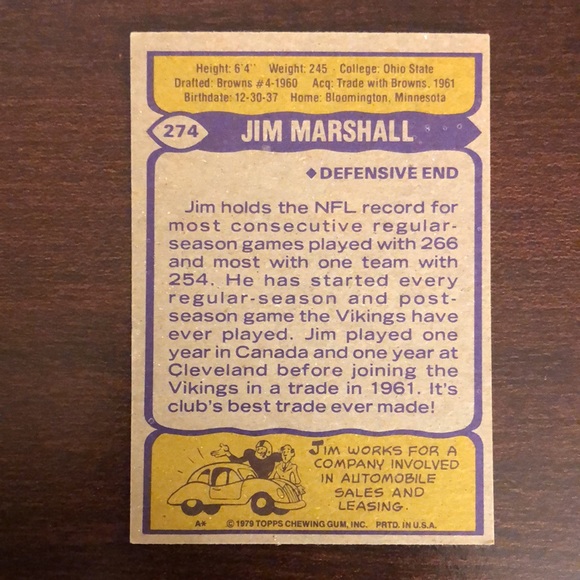 Height: 6'4" Weight: 245 College: Ohio State
Drafted: Browns #4-1960 Acq: Trade with Browns, 1961
Birthdate: 12-30-37 Home: Bloomington, Minnesota
274 JIM MARSHALL
◆DEFENSIVE END
Jim holds the NFL record for
most consecutive regular-
season games played with 266
and most with one team with
254. He has started every
regular-season and post-
season game the Vikings have
ever played. Jim played one
year in Canada and one year at
Cleveland before joining the
Vikings in a trade in 1961. It's
club's best trade ever made!
JIM WORKS FOR A
COMPANY INVOLVED
IN AUTOMOBILE
SALES AND
LEASING.
A* © 1979 TOPPS CHEWING GUM, INC. PRTD. IN U.S.A.